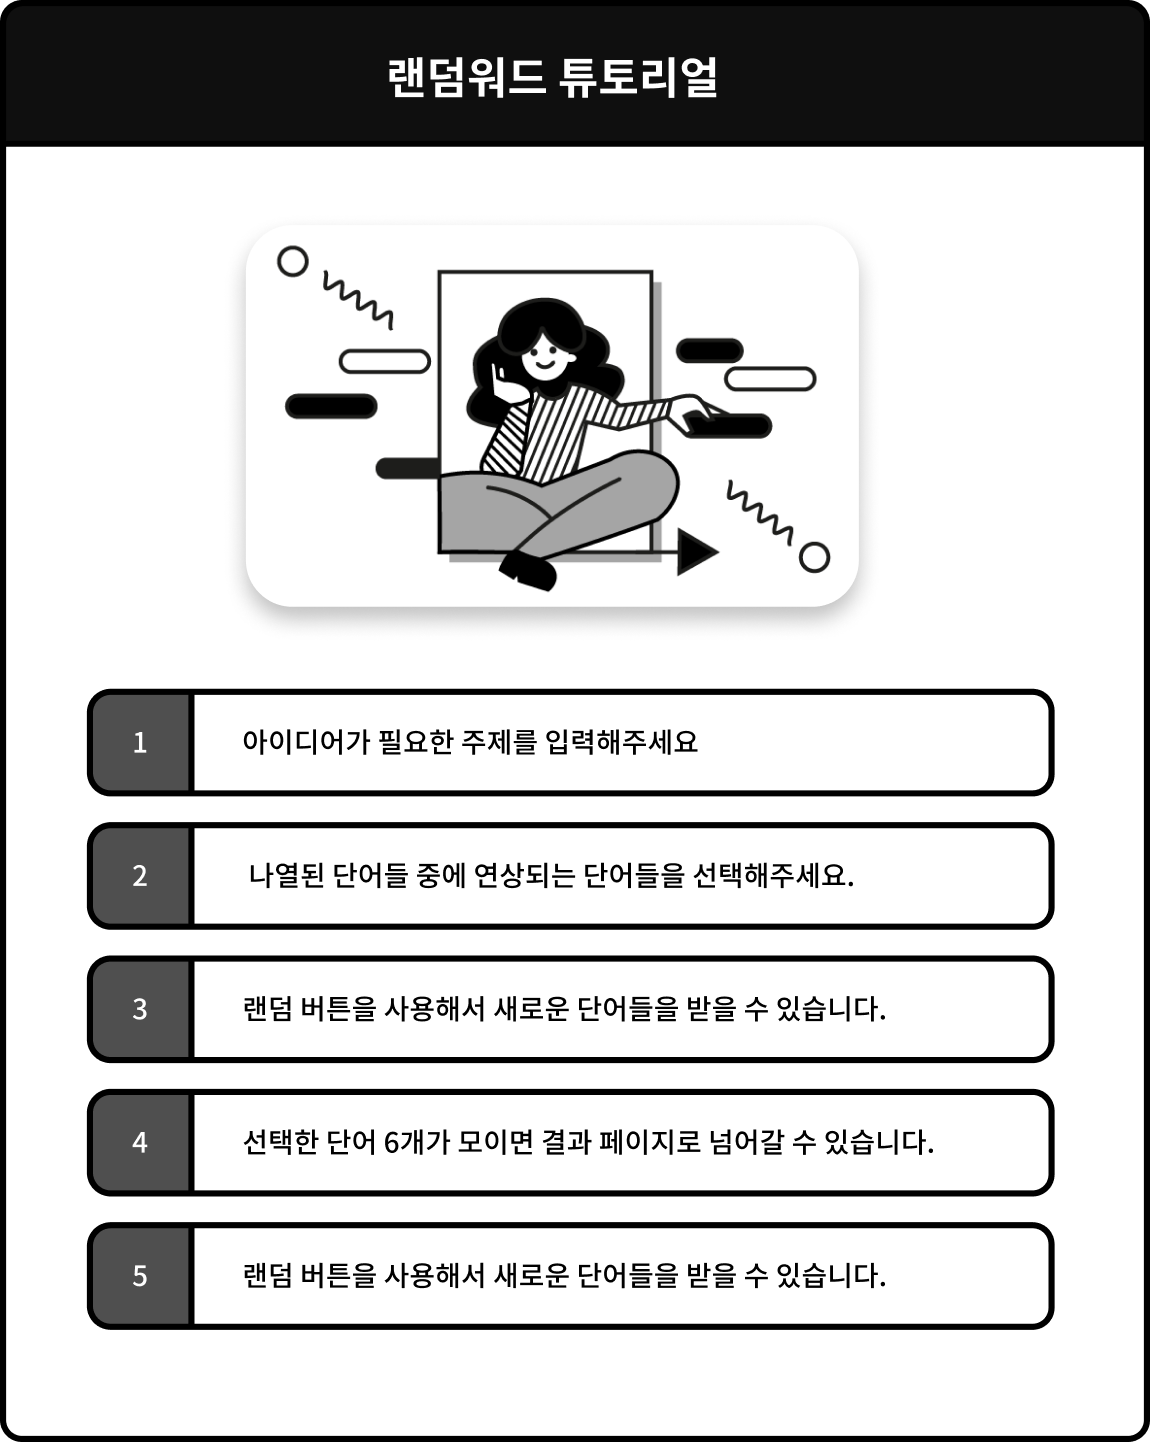 랜덤워드 튜토리얼
1 아이디어가 필요한 주제를 입력해주세요
2 나열된 단어들 중에 연상되는 단어들을 선택해주세요.
3 랜덤 버튼을 사용해서 새로운 단어들을 받을 수 있습니다.
4 선택한 단어 6개가 모이면 결과 페이지로 넘어갈 수 있습니다.
5 랜덤 버튼을 사용해서 새로운 단어들을 받을 수 있습니다.